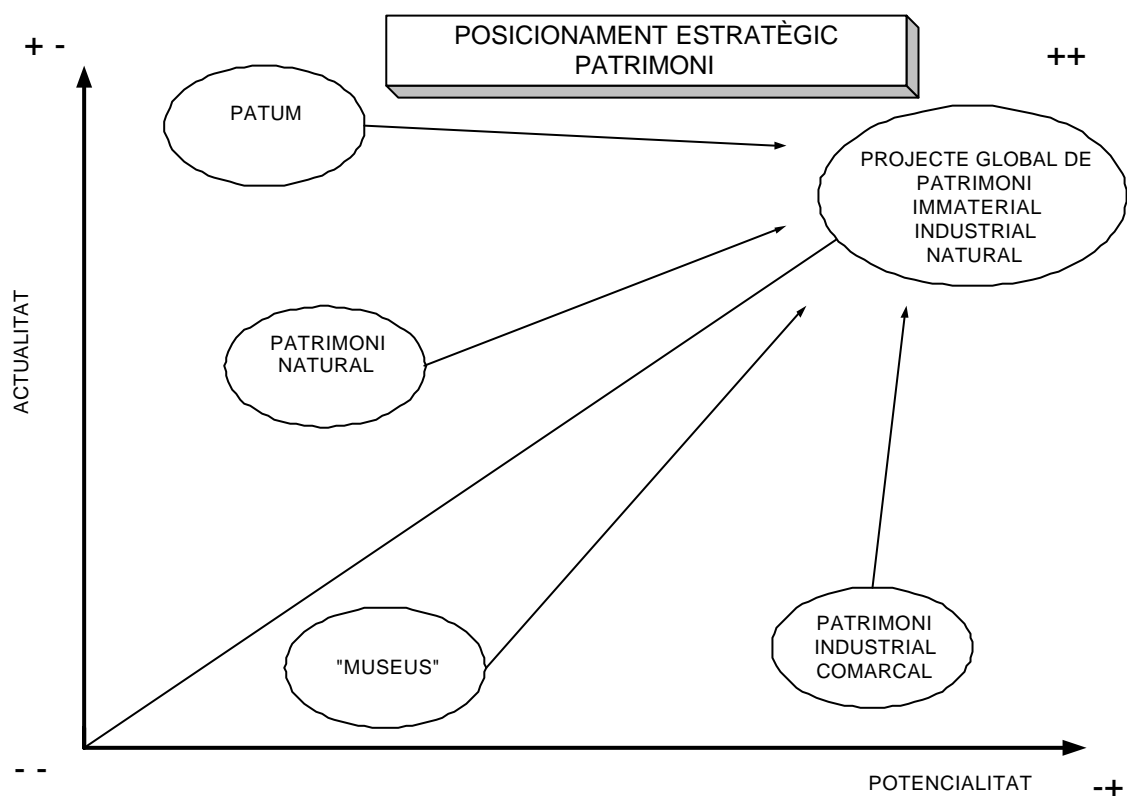 POSICIONAMENT ESTRATÈGIC
PATRIMONI
+ -
++
PATUM
PROJECTE GLOBAL DE
PATRIMONI
IMMATERIAL
INDUSTRIAL
NATURAL
PATRIMONI
NATURAL
ACTUALITAT
"MUSEUS"
PATRIMONI
INDUSTRIAL
COMARCAL
- -
POTENCIALITAT
-+